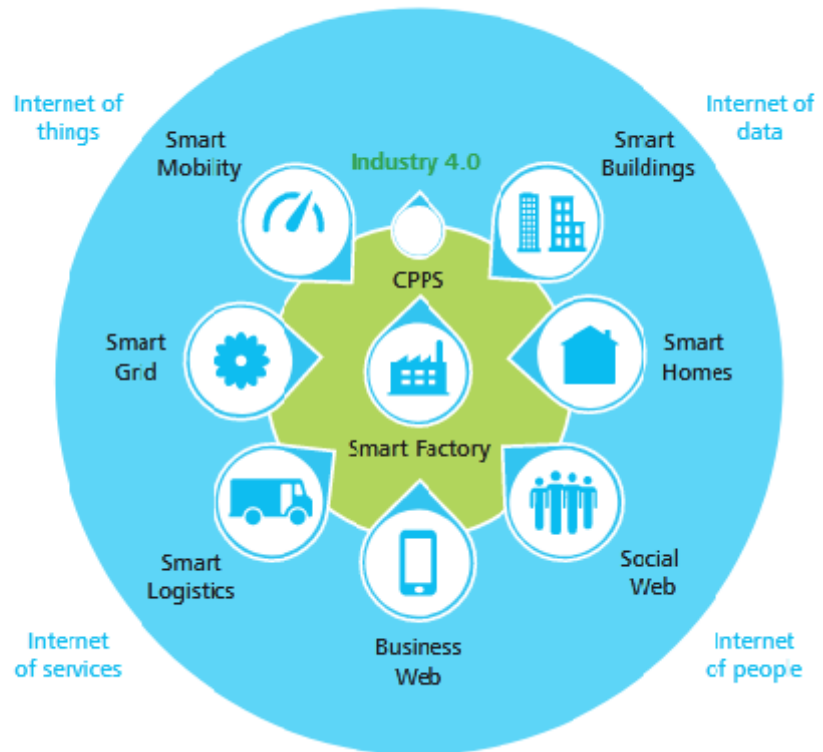 Internet of
things
Internet of
data
Smart
Mobility
Industry 4.0
Smart
Buildings
CPPS
Smart
Grid
Smart
Homes
Smart Factory
Smart
Logistics
Social
Web
Business
Web
Internet
of services
Internet
of people